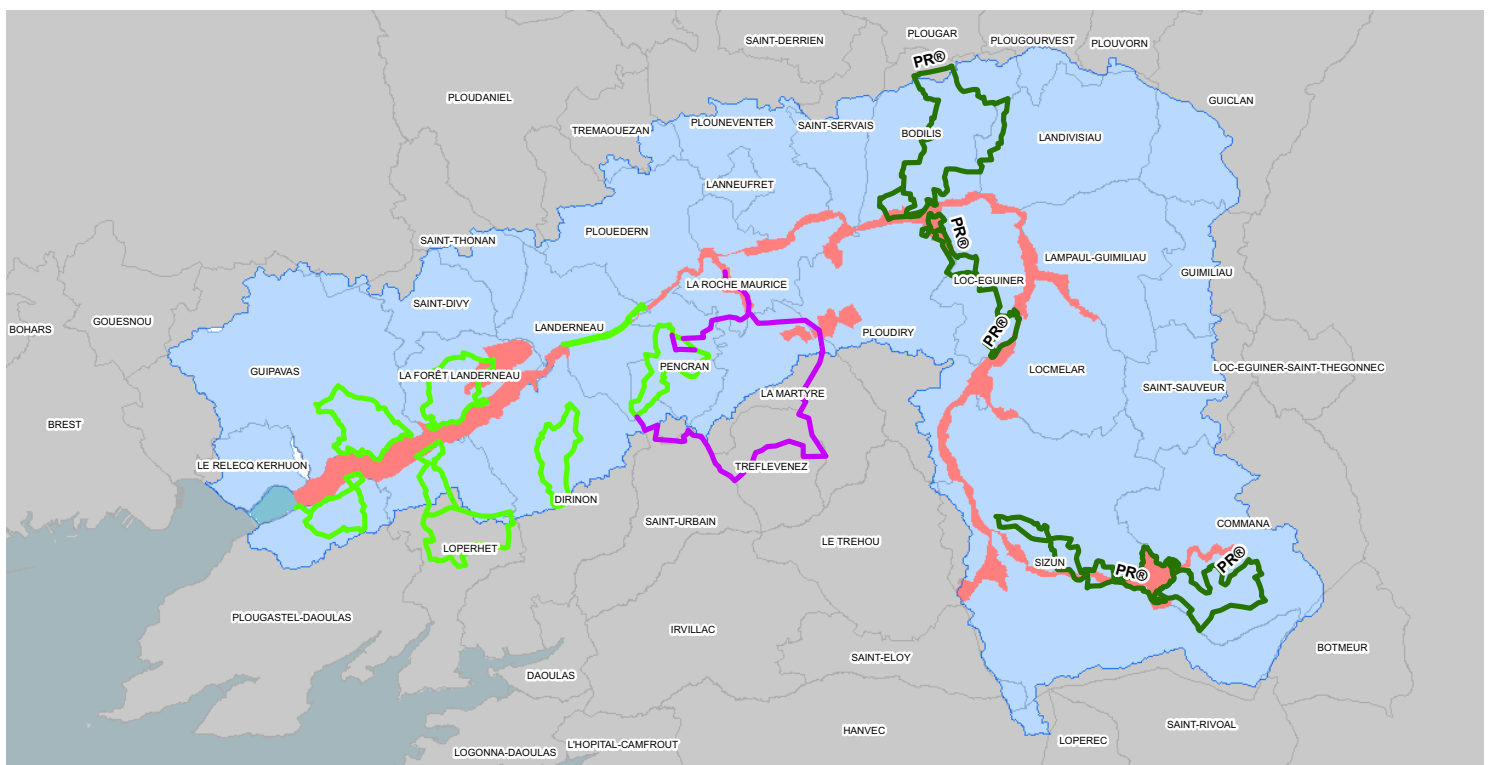 PLOUGAR
SAINT-DERRIEN
PLOUGOURVEST
PLOUVORN
PR®
PLOUDANIEL
GUICLAN
PLOUNEVENTER
SAINT-SERVAIS
TREMAOUEZAN
BODILIS
LANDIVISIAU
LANNEUFRET
PLOUEDERN
PR®
SAINT-THONAN
LAMPAUL-GUIMILIAU
GUIMILIAU
LOC-EGUINER
LA ROCHE MAURICE
SAINT-DIVY
GOUESNOU
BOHARS
LANDERNEAU
PLOUDIRY
PR®
PENCRAN
LOC-EGUINER-SAINT-THEGONNEC
LOCMELAR
GUIPAVAS
LA FORÊT LANDERNEAU
SAINT-SAUVEUR
LA MARTYRE
BREST
LE RELECQ KERHUON
TREFLEVENEZ
DIRINON
SAINT-URBAIN
COMMANA
LE TREHOU
LOPERHET
SIZUN
PR®
PR®
PLOUGASTEL-DAOULAS
IRVILLAC
BOTMEUR
SAINT-ELOY
DAOULAS
SAINT-RIVOAL
HANVEC
LOPEREC
L'HOPITAL-CAMFROUT
LOGONNA-DAOULAS